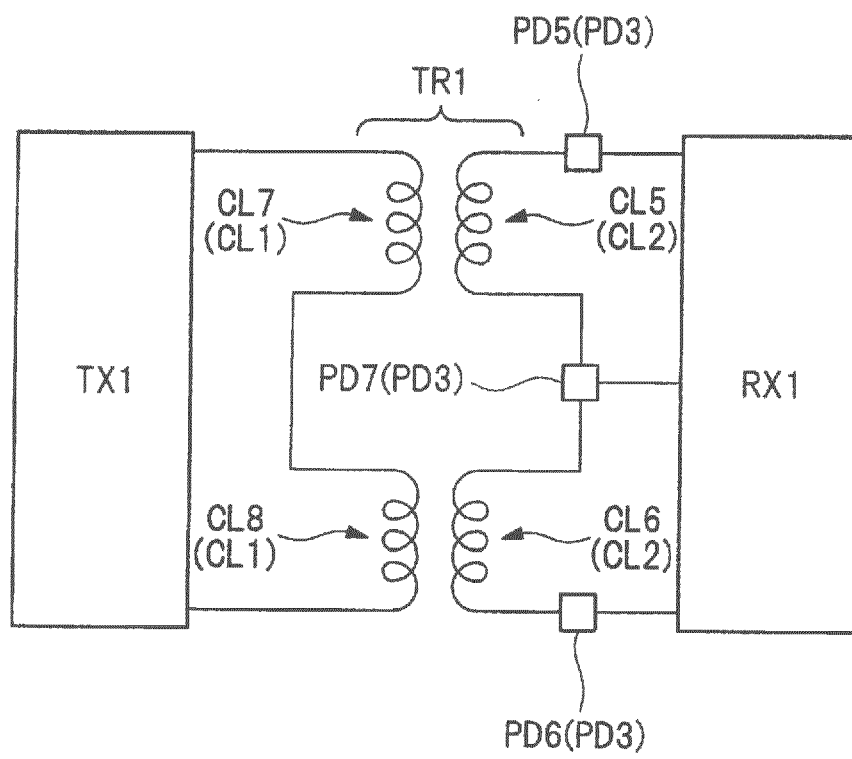 PD5(PD3)
TR1
CL7
(CL1)
CL5
(CL2)
TX1
PD7(PD3)
RX1
CL8
(CL1)
CL6
(CL2)
PD6(PD3)